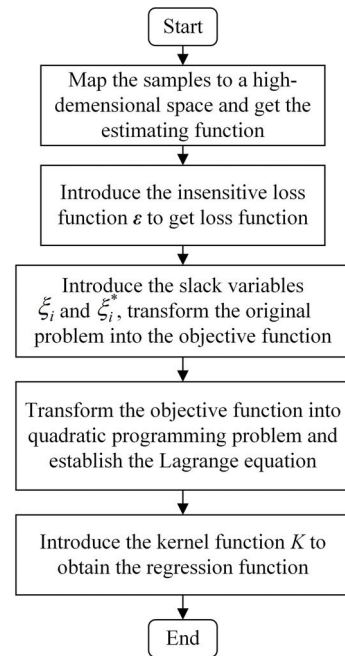 Start
Map the samples to a high-
demensional space and get the
estimating function
Introduce the insensitive loss
function ε to get loss function
Introduce the slack variables
ξᵢ and ξᵢ*, transform the original
problem into the objective function
Transform the objective function into
quadratic programming problem and
establish the Lagrange equation
Introduce the kernel function K to
obtain the regression function
End